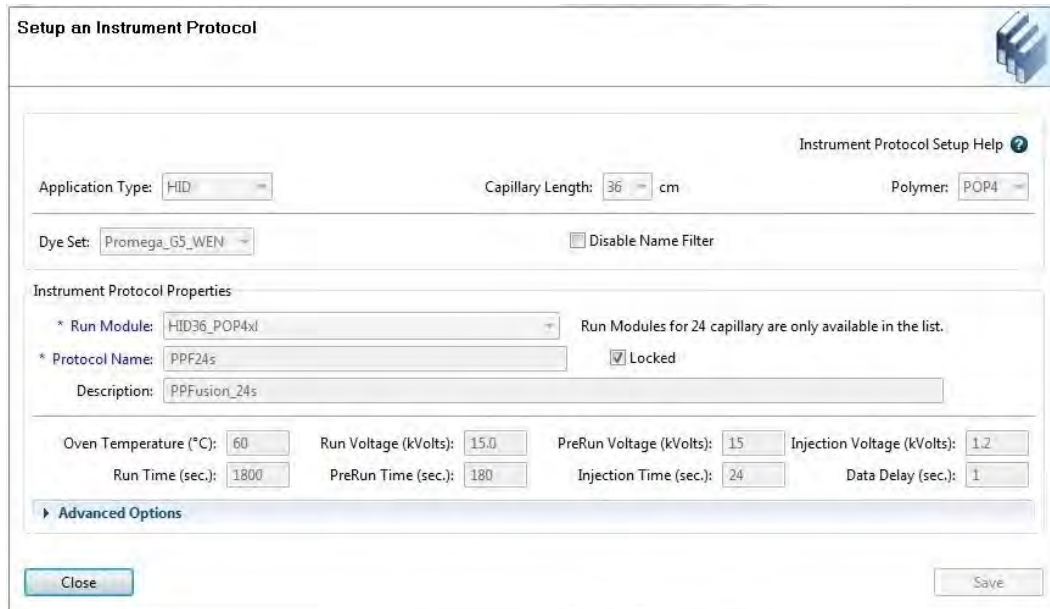 Setup an Instrument Protocol
Instrument Protocol Setup Help ?
Application Type: HID Capillary Length: 36 cm Polymer: POP4
Dye Set: Promega_G5_WEN Disable Name Filter
Instrument Protocol Properties
* Run Module: HID36_POP4xl Run Modules for 24 capillary are only available in the list.
* Protocol Name: PPF24s Locked
Description: PPFusion_24s
Oven Temperature (°C): 60 Run Voltage (kVolts): 15.0 PreRun Voltage (kVolts): 15 Injection Voltage (kVolts): 1.2
Run Time (sec.): 1800 PreRun Time (sec.): 180 Injection Time (sec.): 24 Data Delay (sec.): 1
Advanced Options
Close Save